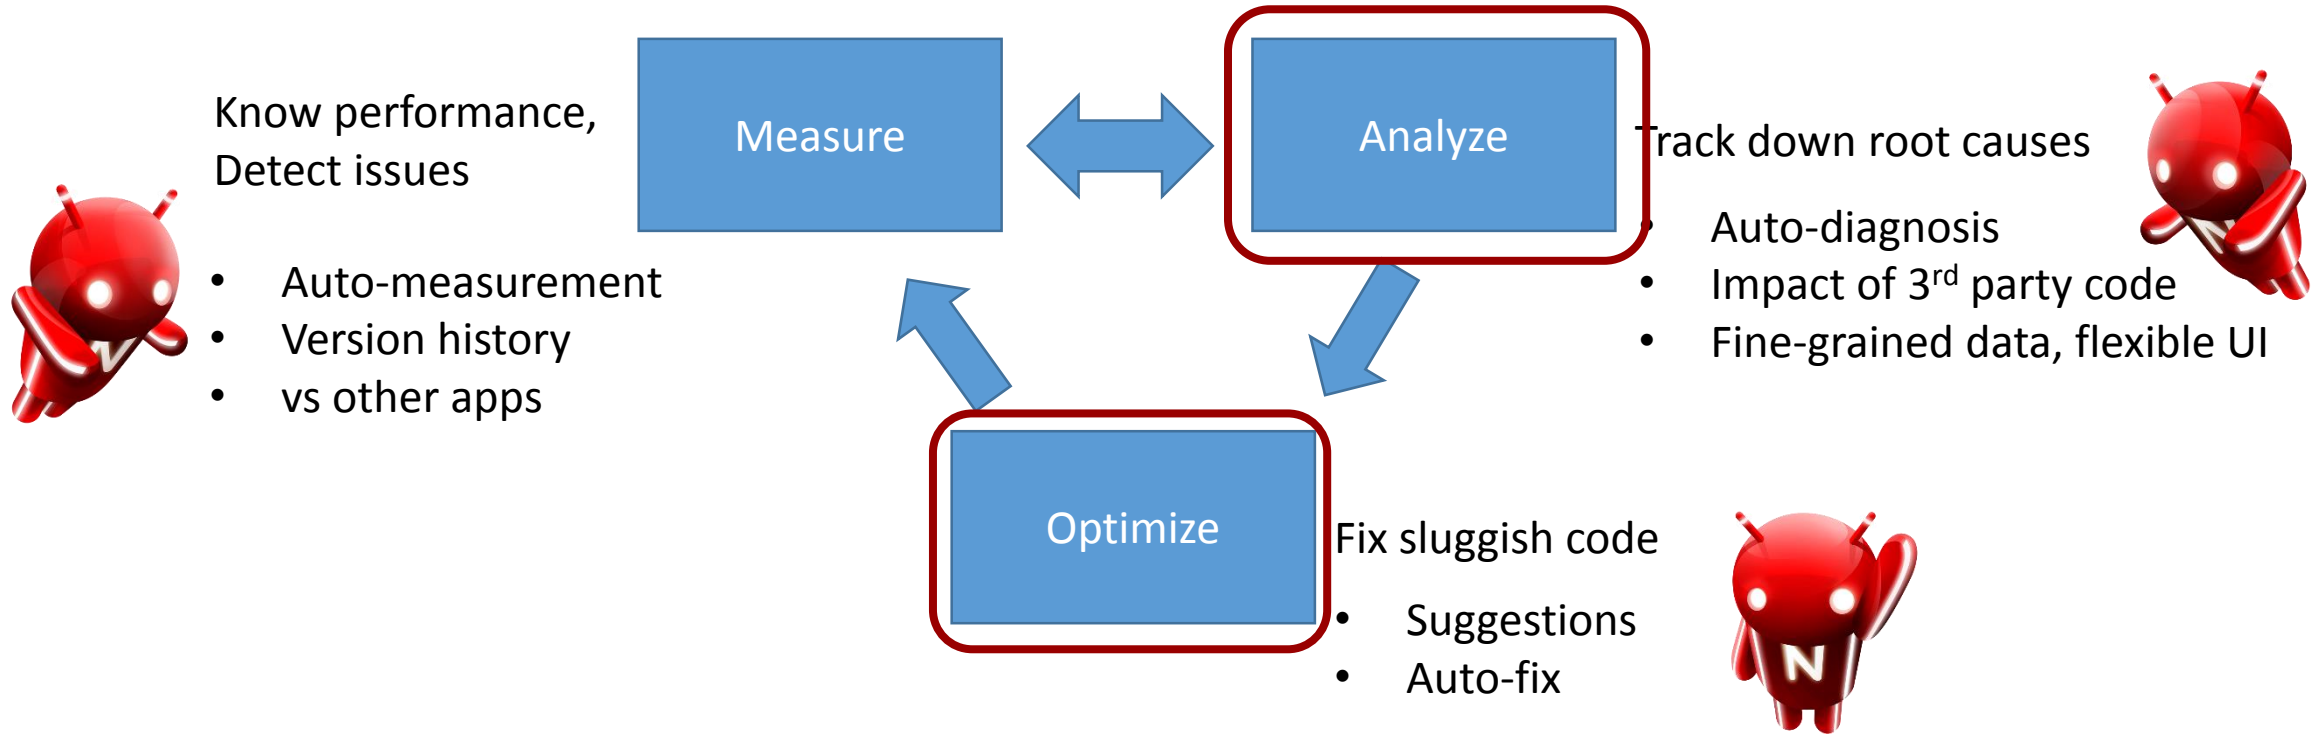 Know performance,
Detect issues
• Auto-measurement
• Version history
• vs other apps
Measure
Analyze
Track down root causes
• Auto-diagnosis
• Impact of 3rd party code
• Fine-grained data, flexible UI
Optimize
Fix sluggish code
• Suggestions
• Auto-fix
N
N
N